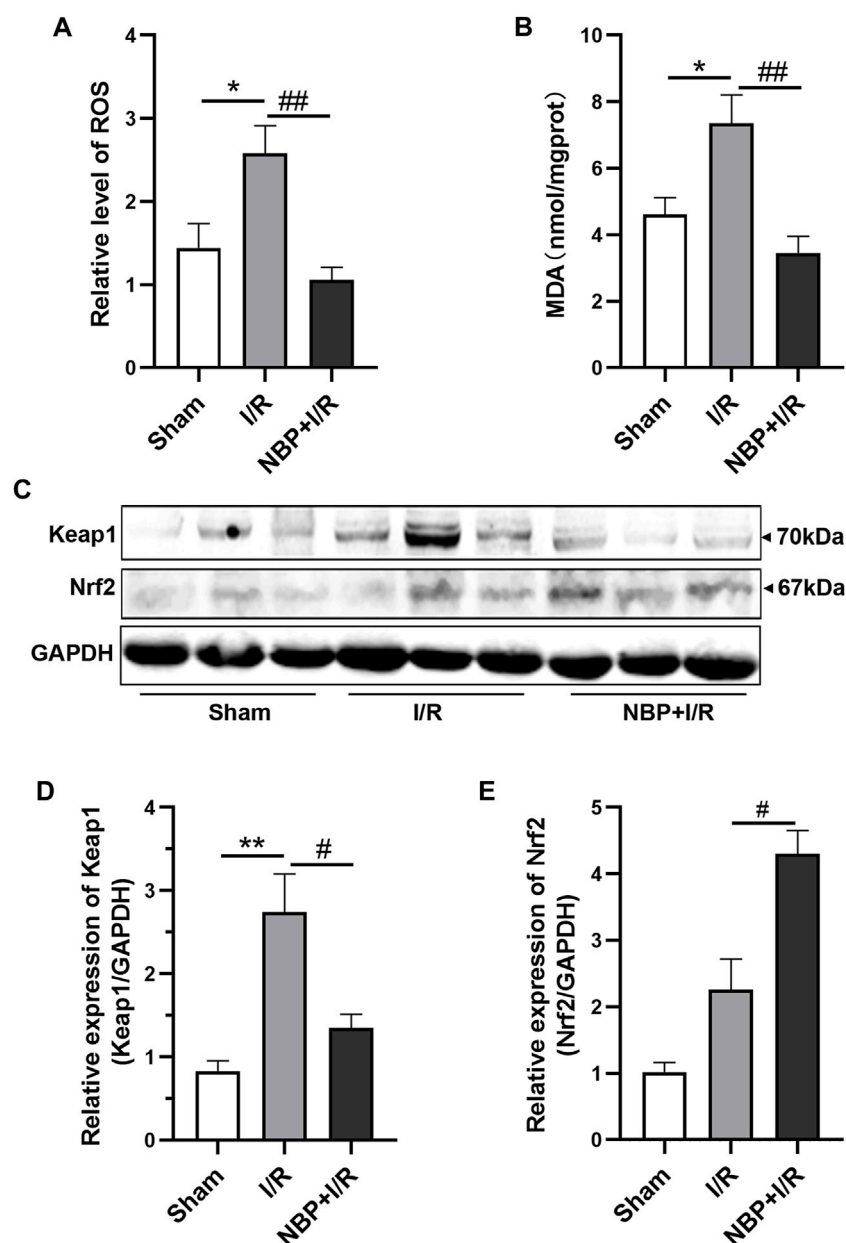 A
Relative level of ROS
4
3
2
1
0
*
##
Sham
I/R
NBP+I/R
B
MDA（nmol/mgprot）
10
8
6
4
2
0
*
##
Sham
I/R
NBP+I/R
C
Keap1
70kDa
Nrf2
67kDa
GAPDH
Sham
I/R
NBP+I/R
D
Relative expression of Keap1
(Keap1/GAPDH)
4
3
2
1
0
**
#
Sham
I/R
NBP+I/R
E
Relative expression of Nrf2
(Nrf2/GAPDH)
5
4
3
2
1
0
#
Sham
I/R
NBP+I/R